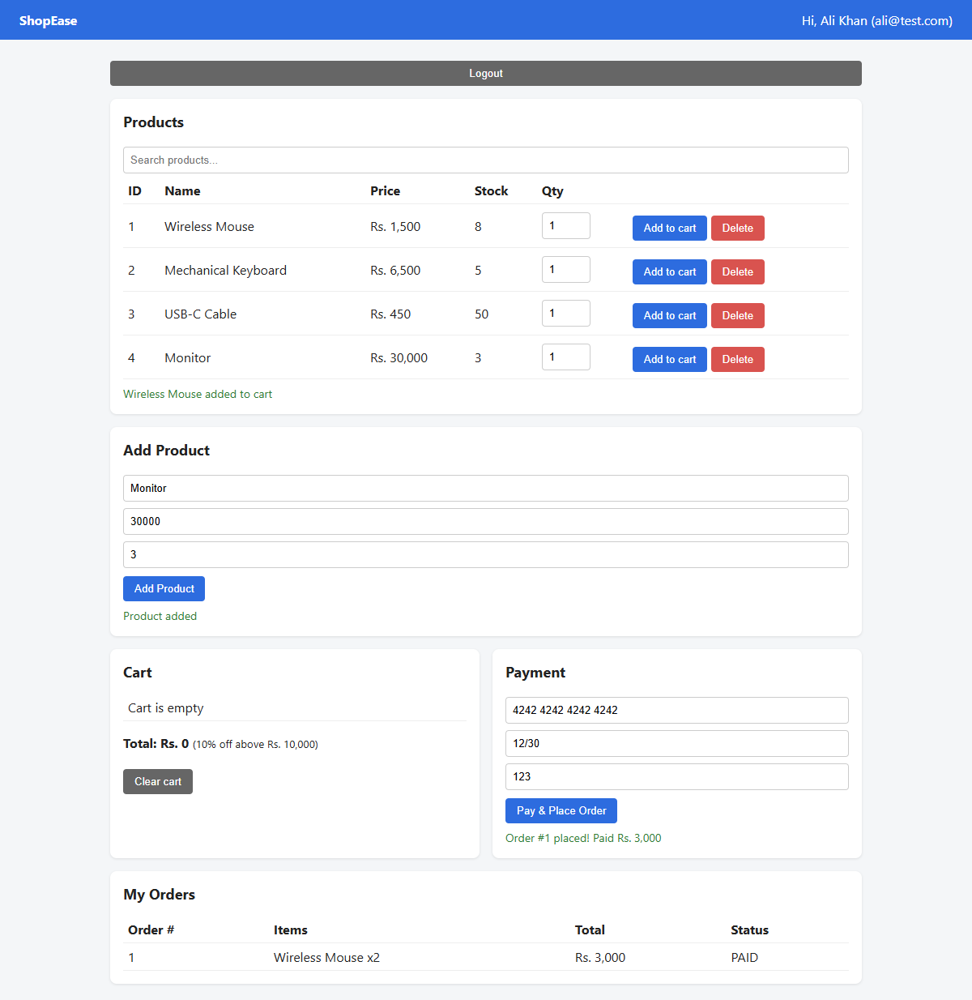 ShopEase
Hi, Ali Khan (ali@test.com)
Logout
Products
Search products...
ID Name Price Stock Qty
1 Wireless Mouse Rs. 1,500 8 1 Add to cart Delete
2 Mechanical Keyboard Rs. 6,500 5 1 Add to cart Delete
3 USB-C Cable Rs. 450 50 1 Add to cart Delete
4 Monitor Rs. 30,000 3 1 Add to cart Delete
Wireless Mouse added to cart
Add Product
Monitor
30000
3
Add Product
Product added
Cart
Cart is empty
Total: Rs. 0 (10% off above Rs. 10,000)
Clear cart
Payment
4242 4242 4242 4242
12/30
123
Pay & Place Order
Order #1 placed! Paid Rs. 3,000
My Orders
Order # Items Total Status
1 Wireless Mouse x2 Rs. 3,000 PAID